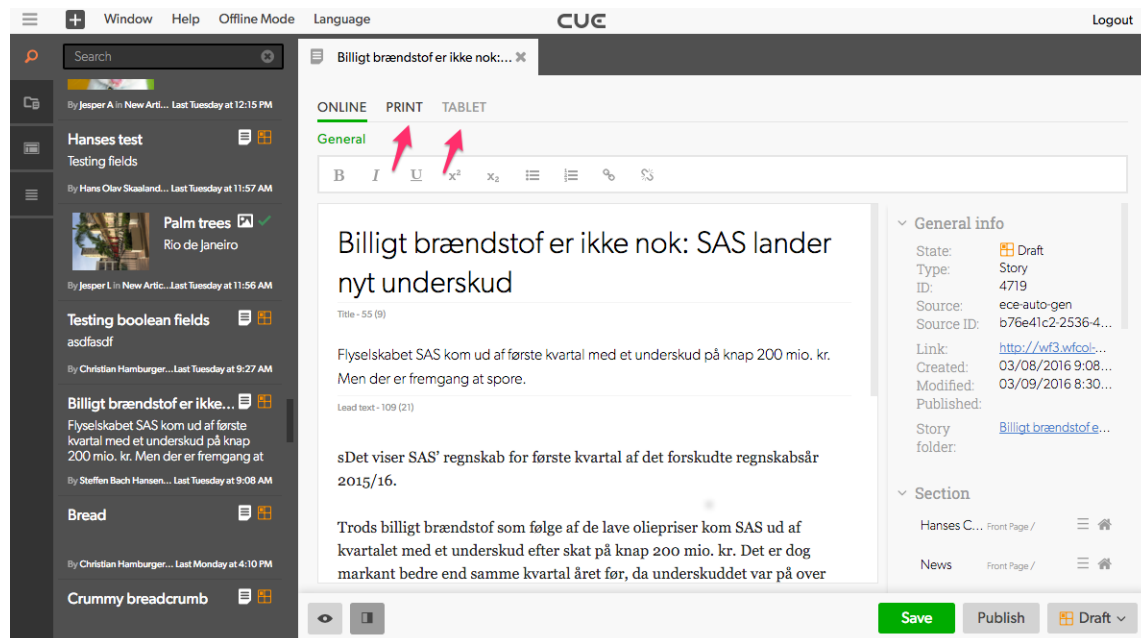 Window Help Offline Mode Language CUE Logout
Search
Billigt brændstof er ikke nok:...
By Jesper A in New Arti... Last Tuesday at 12:15 PM
Hanses test
Testing fields
By Hans Olav Skaaland... Last Tuesday at 11:57 AM
Palm trees
Rio de Janeiro
By Jesper L in New Artic...Last Tuesday at 11:56 AM
Testing boolean fields
asdfasdf
By Christian Hamburger...Last Tuesday at 9:27 AM
Billigt brændstof er ikke...
Flyselskabet SAS kom ud af første
kvartal med et underskud på knap
200 mio. kr. Men der er fremgang at
By Steffen Bach Hansen... Last Tuesday at 9:08 AM
Bread
By Christian Hamburger... Last Monday at 4:10 PM
Crummy breadcrumb
ONLINE PRINT TABLET
General
B I U x² x₂
Billigt brændstof er ikke nok: SAS lander
nyt underskud
Title - 55 (9)
Flyselskabet SAS kom ud af første kvartal med et underskud på knap 200 mio. kr.
Men der er fremgang at spore.
Lead text - 109 (21)
sDet viser SAS’ regnskab for første kvartal af det forskudte regnskabsår
2015/16.
Trods billigt brændstof som følge af de lave oliepriser kom SAS ud af
kvartalet med et underskud efter skat på knap 200 mio. kr. Det er dog
markant bedre end samme kvartal året før, da underskuddet var på over
General info
State: Draft
Type: Story
ID: 4719
Source: ece-auto-gen
Source ID: b76e41c2-2536-4...
Link: http://wf3.wfcol-...
Created: 03/08/2016 9:08...
Modified: 03/09/2016 8:30...
Published:
Story Billigt brændstof e...
folder:
Section
Hanses C... Front Page /
News Front Page /
Save Publish Draft